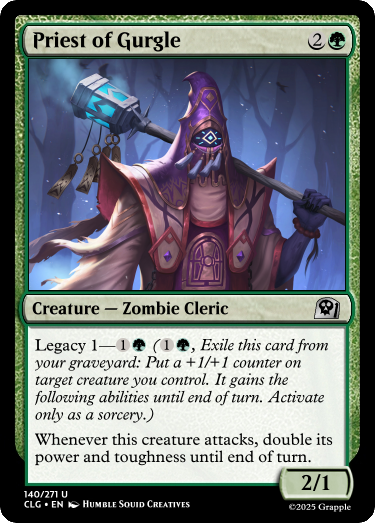 Priest of Gurgle 2
Creature — Zombie Cleric
Legacy 1—1 (1, Exile this card from
your graveyard: Put a +1/+1 counter on
target creature you control. It gains the
following abilities until end of turn. Activate
only as a sorcery.)
Whenever this creature attacks, double its
power and toughness until end of turn.
2/1
140/271 U
CLG • EN Humble Squid Creatives
©2025 Grapple